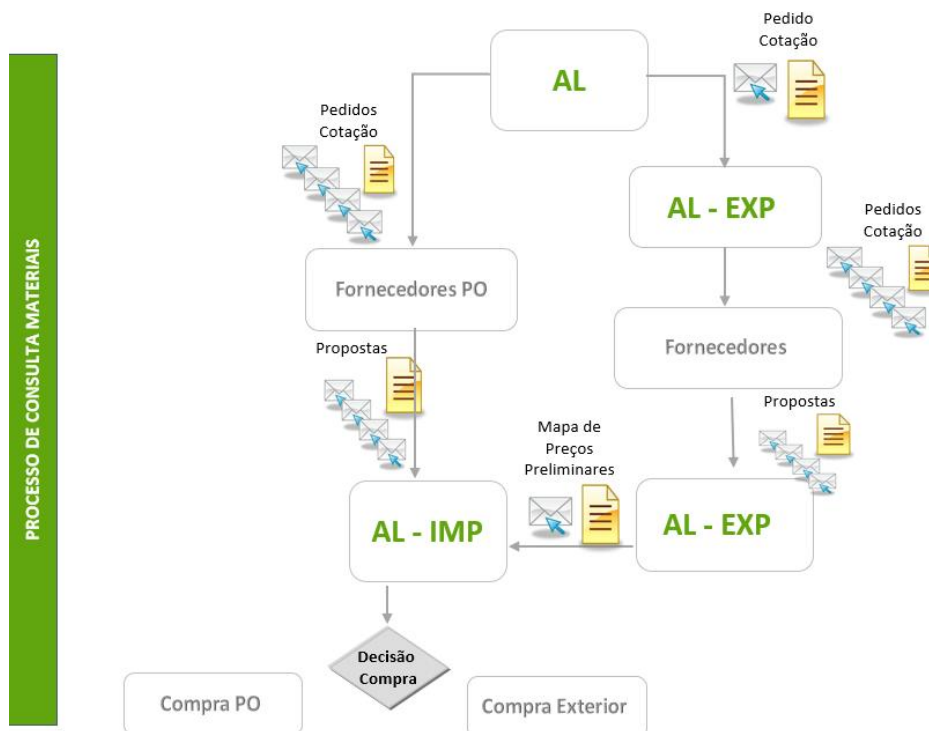 PROCESSO DE CONSULTA MATERIAIS
Pedido
Cotação
AL
Pedidos
Cotação
AL - EXP
Pedidos
Cotação
Fornecedores PO
Fornecedores
Propostas
Propostas
Mapa de
Preços
Preliminares
AL - IMP
AL - EXP
Decisão
Compra
Compra PO
Compra Exterior